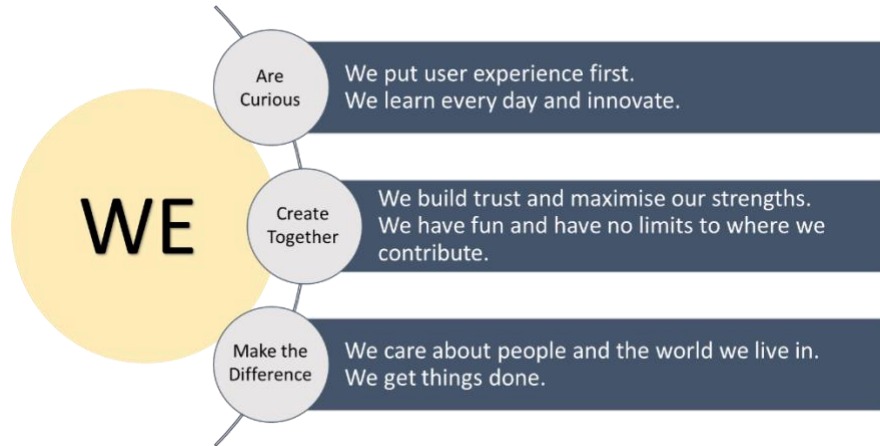 WE
Are
Curious
We put user experience first.
We learn every day and innovate.
Create
Together
We build trust and maximise our strengths.
We have fun and have no limits to where we
contribute.
Make the
Difference
We care about people and the world we live in.
We get things done.